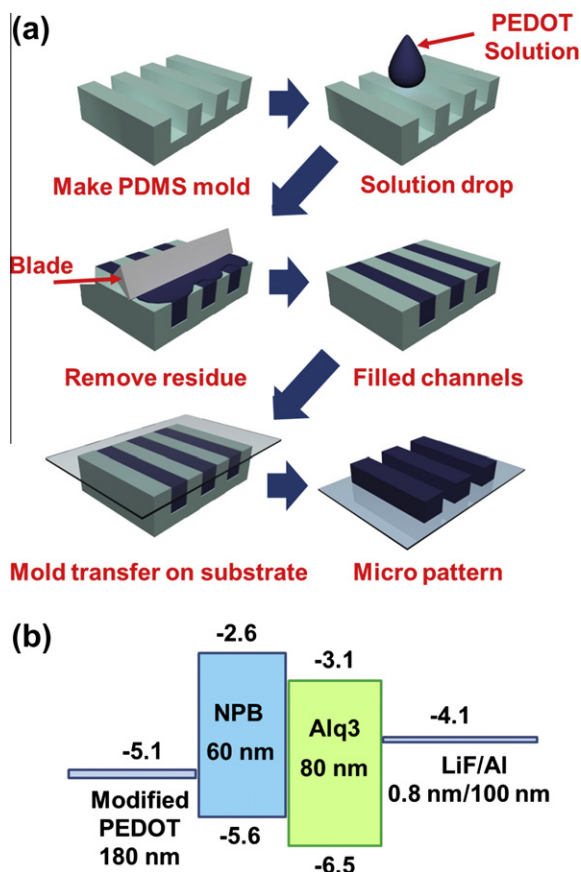 (a)
PEDOT
Solution
Make PDMS mold
Solution drop
Blade
Remove residue
Filled channels
Mold transfer on substrate
Micro pattern
(b)
-2.6
-3.1
NPB
60 nm
Alq3
80 nm
-5.1
-4.1
Modified
PEDOT
180 nm
LiF/Al
0.8 nm/100 nm
-5.6
-6.5